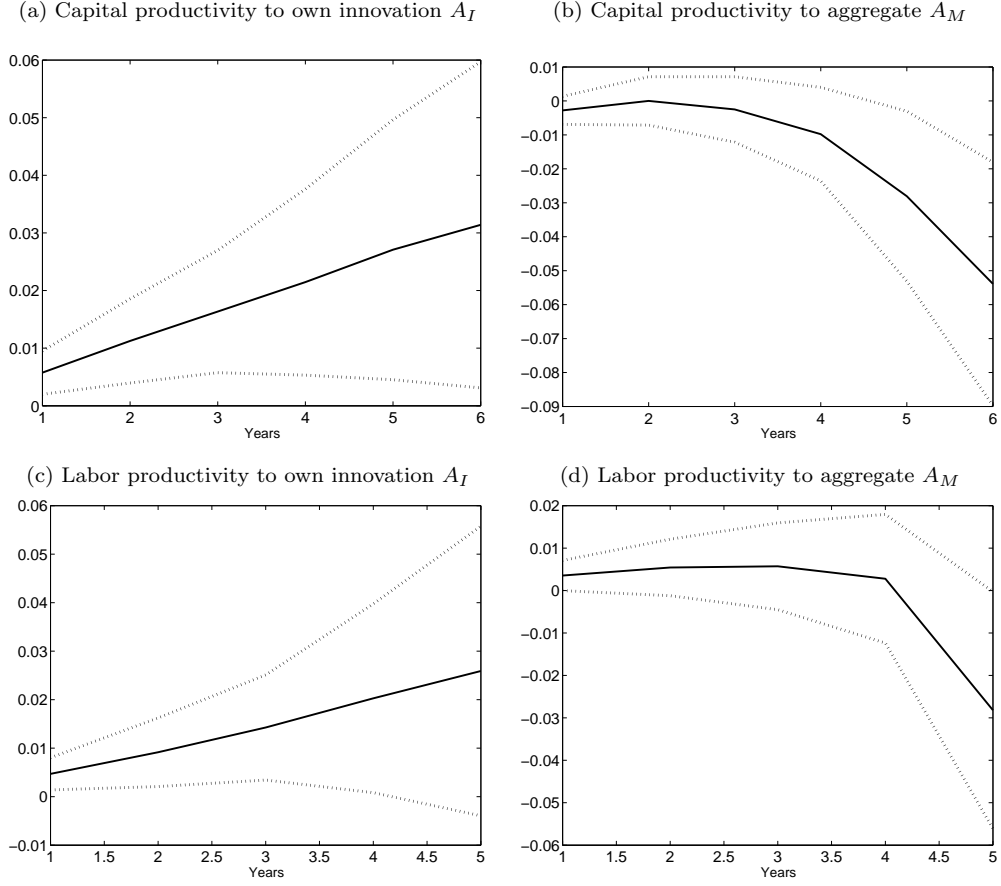 (a) Capital productivity to own innovation A_I
0.06
0.05
0.04
0.03
0.02
0.01
0
1 2 3 4 5 6
Years
(b) Capital productivity to aggregate A_M
0.01
0
−0.01
−0.02
−0.03
−0.04
−0.05
−0.06
−0.07
−0.08
−0.09
1 2 3 4 5 6
Years
(c) Labor productivity to own innovation A_I
0.06
0.05
0.04
0.03
0.02
0.01
0
−0.01
1 1.5 2 2.5 3 3.5 4 4.5 5
Years
(d) Labor productivity to aggregate A_M
0.02
0.01
0
−0.01
−0.02
−0.03
−0.04
−0.05
−0.06
1 1.5 2 2.5 3 3.5 4 4.5 5
Years